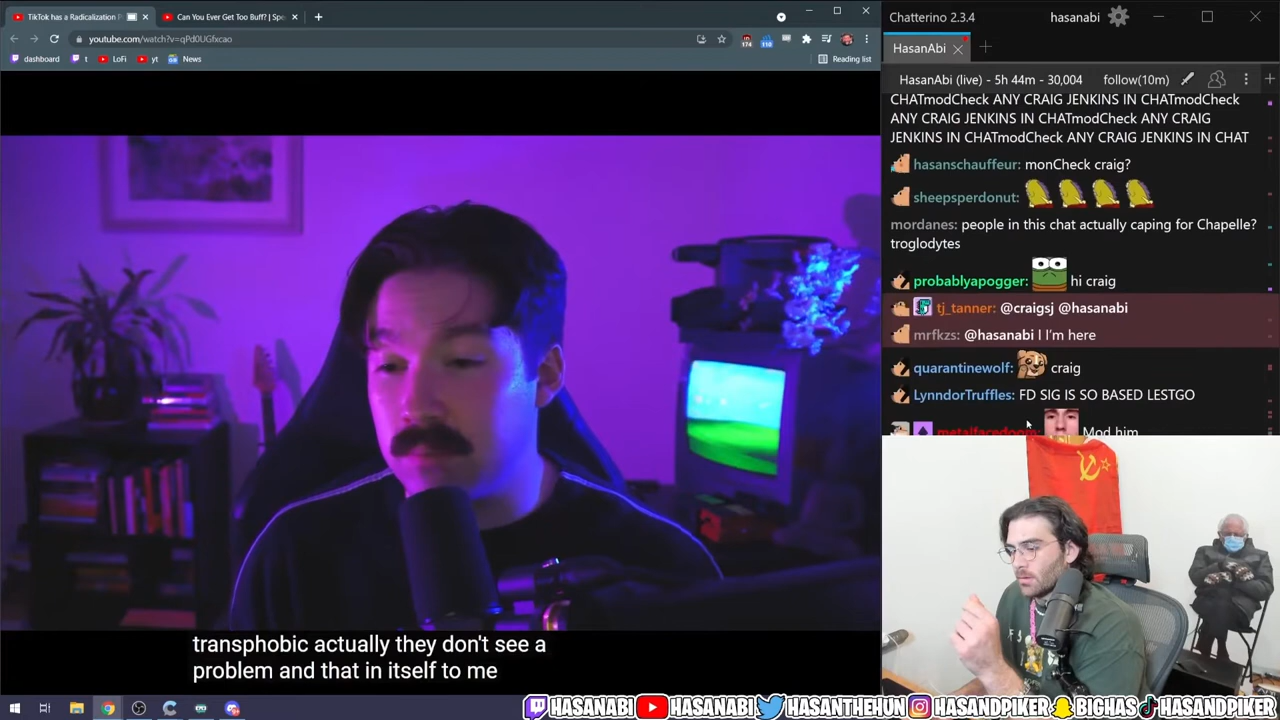 TikTok has a Radicalization P
Can You Ever Get Too Buff? | Spe
youtube.com/watch?v=qPd0UGfxcao
174
110
dashboard
t
LoFi
yt
News
Reading list
transphobic actually they don't see a
problem and that in itself to me
Chatterino 2.3.4
hasanabi
HasanAbi
HasanAbi (live) - 5h 44m - 30,004
follow(10m)
CHATmodCheck ANY CRAIG JENKINS IN CHATmodCheck
ANY CRAIG JENKINS IN CHATmodCheck ANY CRAIG
JENKINS IN CHATmodCheck ANY CRAIG JENKINS IN CHAT
hasanschauffeur: monCheck craig?
sheepsperdonut:
mordanes: people in this chat actually caping for Chapelle?
troglodytes
probablyapogger: hi craig
tj_tanner: @craigsj @hasanabi
mrfkzs: @hasanabi I I'm here
quarantinewolf: craig
LynndorTruffles: FD SIG IS SO BASED LESTGO
metalfacedoom: Mod him
HASANABI HASANABI HASANTHEHUN HASANDPIKER BIGHAS HASANDPIKER